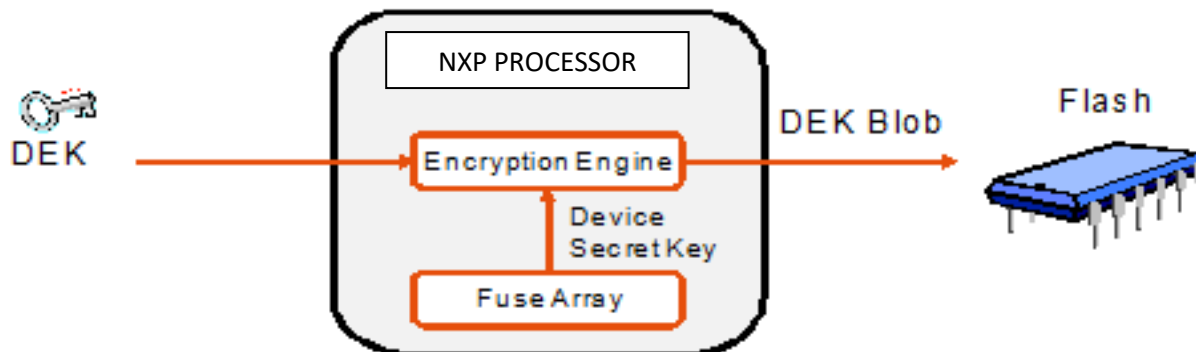 NXP PROCESSOR
DEK
Encryption Engine
DEK Blob
Flash
Device
Secret Key
Fuse Array